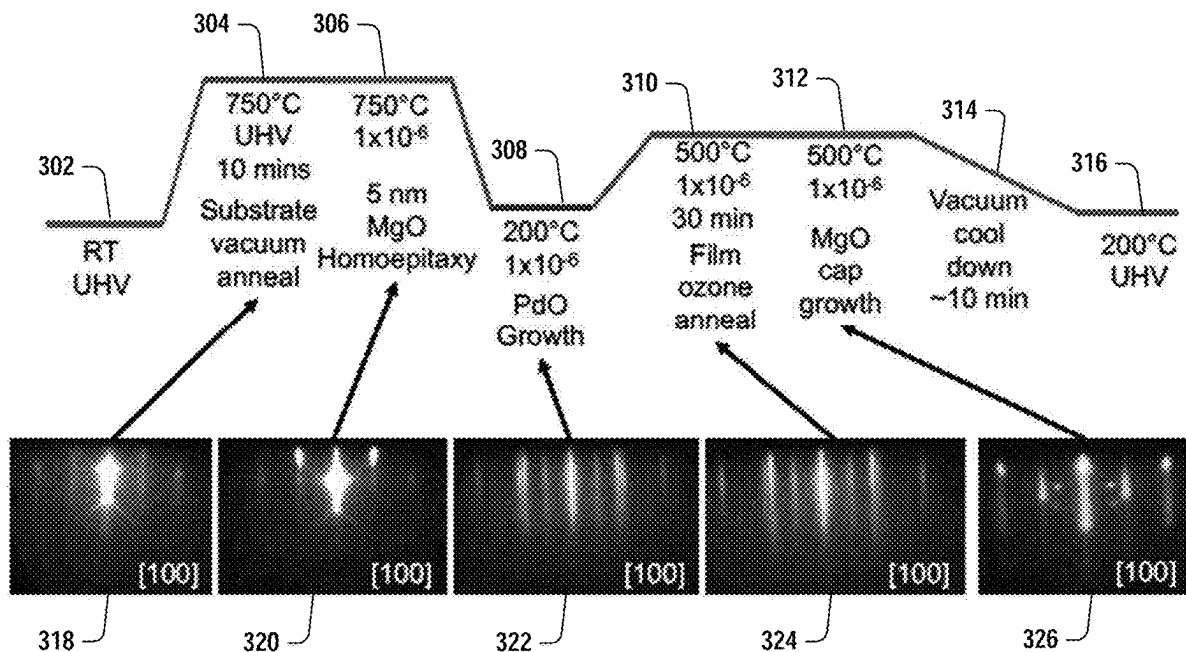 304
306
310
312
314
302
308
316
RT
UHV
750°C
UHV
10 mins
Substrate
vacuum
anneal
750°C
1x10⁻⁶
5 nm
MgO
Homoepitaxy
200°C
1x10⁻⁶
PdO
Growth
500°C
1x10⁻⁶
30 min
Film
ozone
anneal
500°C
1x10⁻⁶
MgO
cap
growth
Vacuum
cool
down
~10 min
200°C
UHV
[100]
[100]
[100]
[100]
[100]
318
320
322
324
326